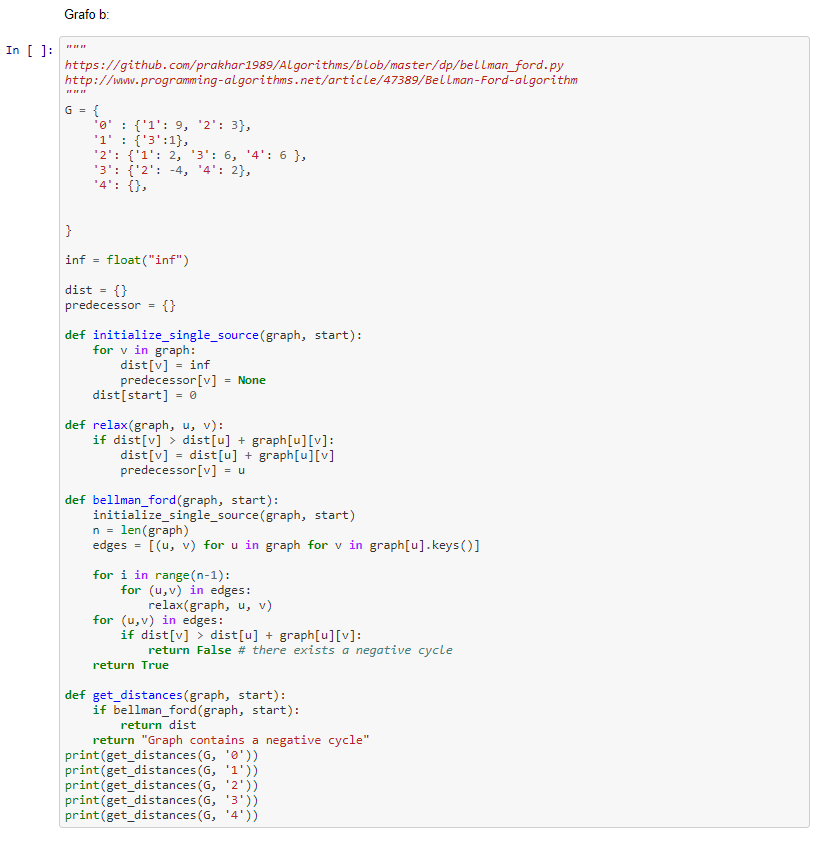 Grafo b:
In [ ]:
"""
https://github.com/prakhar1989/Algorithms/blob/master/dp/bellman_ford.py
http://www.programming-algorithms.net/article/47389/Bellman-Ford-algorithm
"""
G = {
    '0' : {'1': 9, '2': 3},
    '1' : {'3':1},
    '2': {'1': 2, '3': 6, '4': 6 },
    '3': {'2': -4, '4': 2},
    '4': {},
}
inf = float("inf")
dist = {}
predecessor = {}
def initialize_single_source(graph, start):
    for v in graph:
        dist[v] = inf
        predecessor[v] = None
    dist[start] = 0
def relax(graph, u, v):
    if dist[v] > dist[u] + graph[u][v]:
        dist[v] = dist[u] + graph[u][v]
        predecessor[v] = u
def bellman_ford(graph, start):
    initialize_single_source(graph, start)
    n = len(graph)
    edges = [(u, v) for u in graph for v in graph[u].keys()]
    for i in range(n-1):
        for (u,v) in edges:
            relax(graph, u, v)
    for (u,v) in edges:
        if dist[v] > dist[u] + graph[u][v]:
            return False # there exists a negative cycle
    return True
def get_distances(graph, start):
    if bellman_ford(graph, start):
        return dist
    return "Graph contains a negative cycle"
print(get_distances(G, '0'))
print(get_distances(G, '1'))
print(get_distances(G, '2'))
print(get_distances(G, '3'))
print(get_distances(G, '4'))